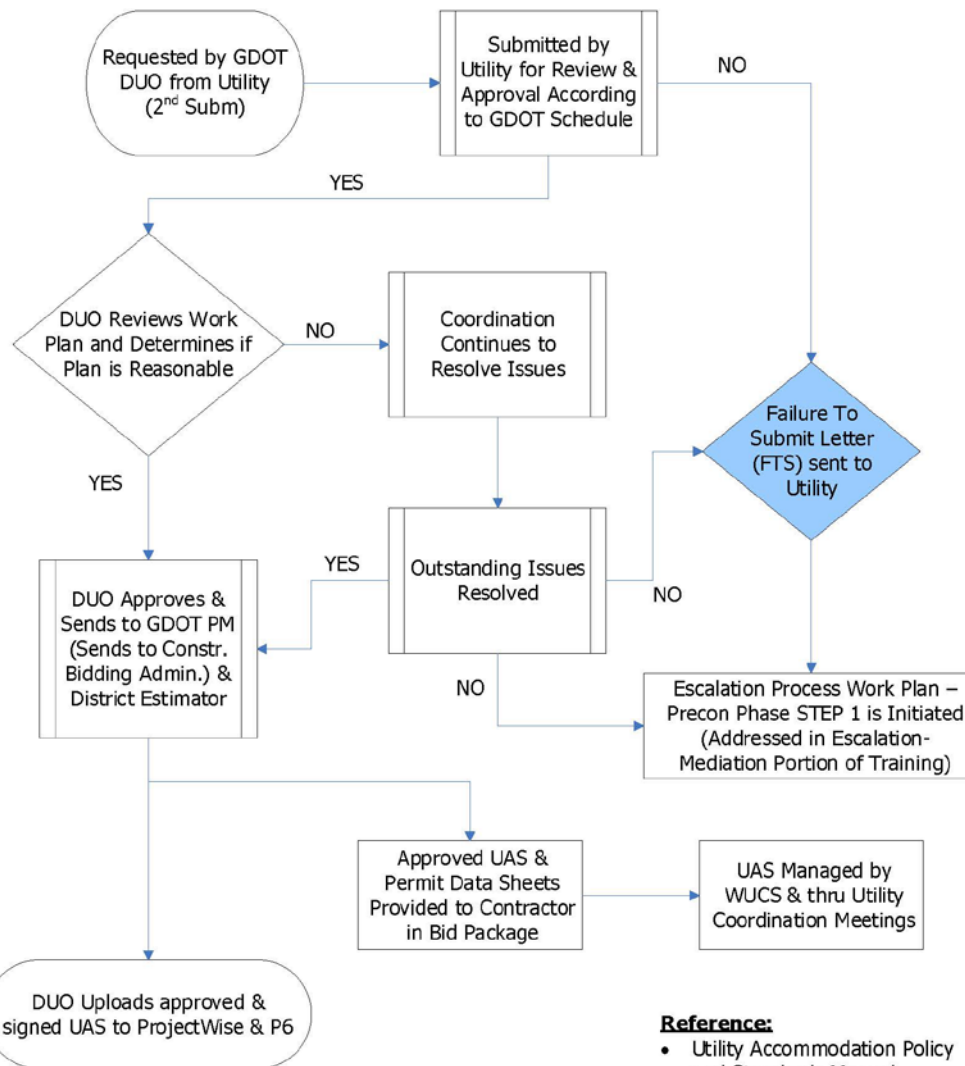 Requested by GDOT
DUO from Utility
(2nd Subm)
Submitted by
Utility for Review &
Approval According
to GDOT Schedule
NO
YES
DUO Reviews Work
Plan and Determines if
Plan is Reasonable
NO
Coordination
Continues to
Resolve Issues
Failure To
Submit Letter
(FTS) sent to
Utility
YES
DUO Approves &
Sends to GDOT PM
(Sends to Constr.
Bidding Admin.) &
District Estimator
YES
Outstanding Issues
Resolved
NO
NO
Escalation Process Work Plan –
Precon Phase STEP 1 is Initiated
(Addressed in Escalation-
Mediation Portion of Training)
Approved UAS &
Permit Data Sheets
Provided to Contractor
in Bid Package
UAS Managed by
WUCS & thru Utility
Coordination Meetings
DUO Uploads approved &
signed UAS to ProjectWise & P6
Reference:
• Utility Accommodation Policy